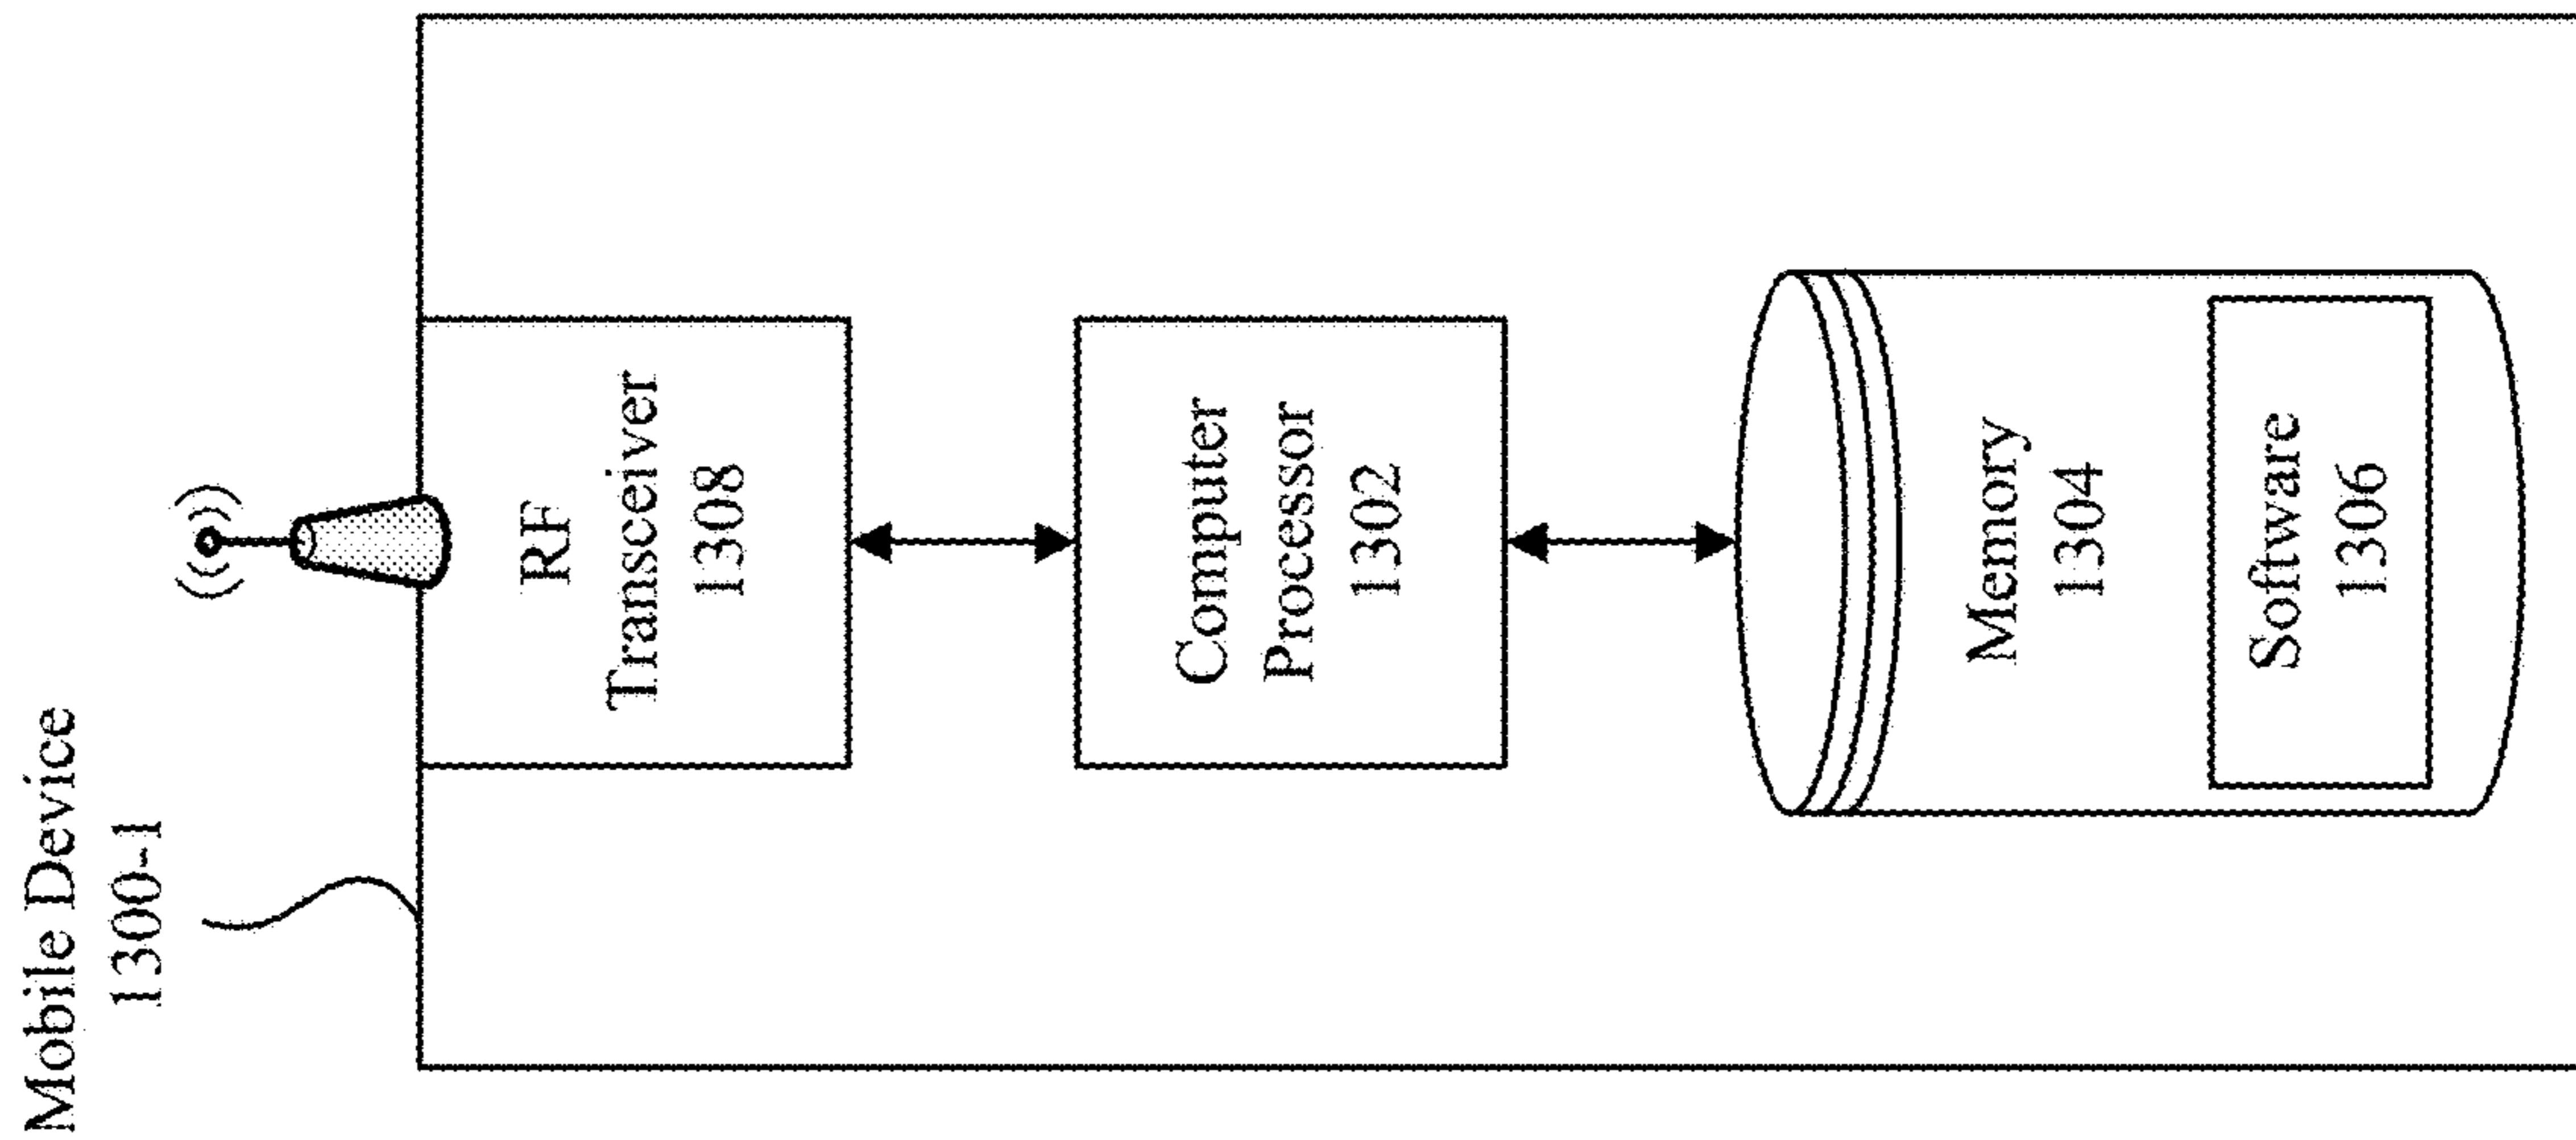 Mobile Device
1300-1
RF
Transceiver
1308
Computer
Processor
1302
Memory
1304
Software
1306